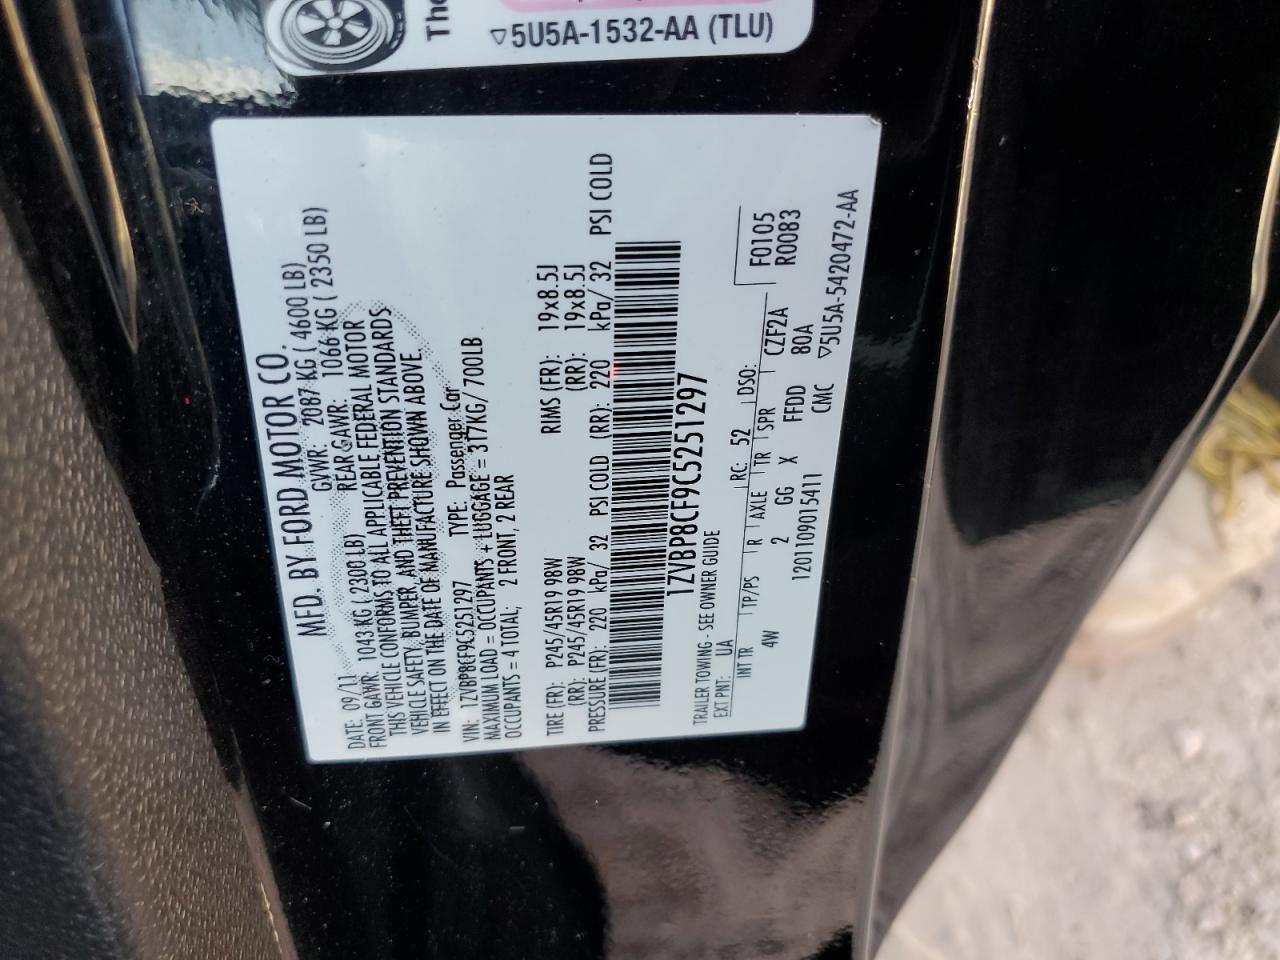 The
▽5U5A-1532-AA (TLU)
MFD. BY FORD MOTOR CO.
DATE: 09/11 GVWR: 2087 KG ( 4600 LB)
FRONT GAWR: 1043 KG ( 2300 LB) REAR GAWR: 1066 KG ( 2350 LB)
THIS VEHICLE CONFORMS TO ALL APPLICABLE FEDERAL MOTOR
VEHICLE SAFETY, BUMPER, AND THEFT PREVENTION STANDARDS
IN EFFECT ON THE DATE OF MANUFACTURE SHOWN ABOVE.
VIN: 1ZVBP8CF9C5251297 TYPE: Passenger Car
MAXIMUM LOAD = OCCUPANTS + LUGGAGE = 317KG/700LB
OCCUPANTS = 4 TOTAL; 2 FRONT, 2 REAR
TIRE (FR): P245/45R19 98W RIMS (FR): 19x8.5J
(RR): P245/45R19 98W (RR): 19x8.5J
PRESSURE (FR): 220 kPa/ 32 PSI COLD (RR): 220 kPa/ 32 PSI COLD
1ZVBP8CF9C5251297
TRAILER TOWING - SEE OWNER GUIDE
EXT PNT: UA RC: 52 DSO: F0105
INT TR TP/PS R AXLE TR SPR R0083
4W 2 GG X FFDD CZF2A
80A
1201109015411 CMC ▽5U5A-5420472-AA